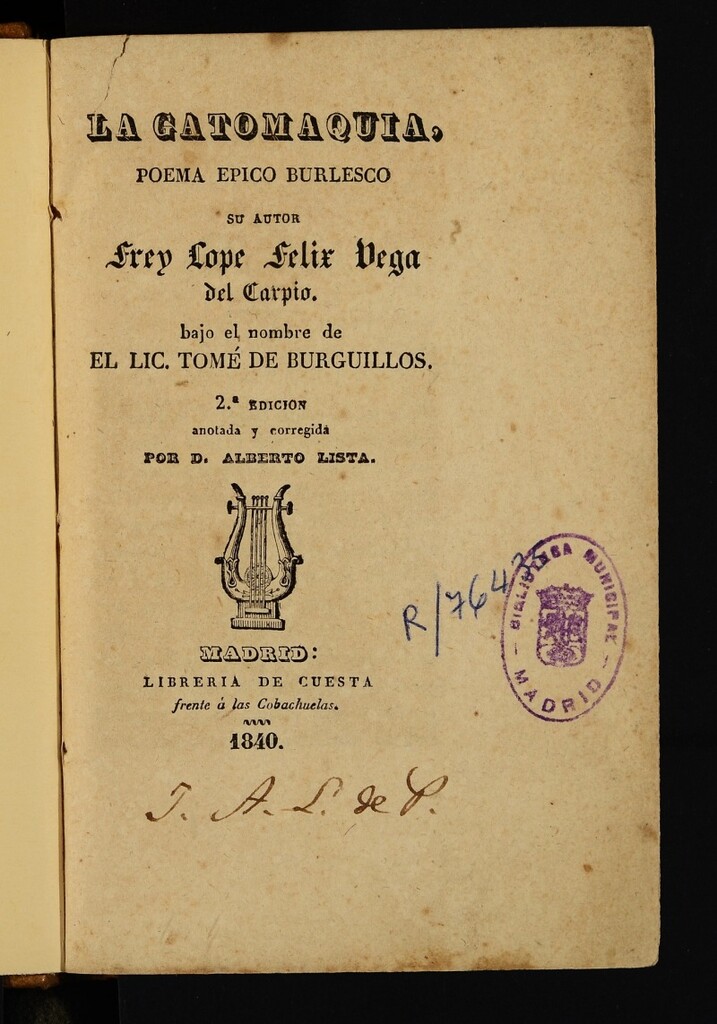 LA GATOMAQUIA,
POEMA EPICO BURLESCO
SU AUTOR
Frey Lope Felix Vega
del Carpio.
bajo el nombre de
EL LIC. TOMÉ DE BURGUILLOS.
2.ª EDICION
anotada y corregida
POR D. ALBERTO LISTA.
R/76435
BIBLIOTECA MUNICIPAL
MADRID
MADRID:
LIBRERIA DE CUESTA
frente á las Cobachuelas.
1840.
J. A. L. de P.